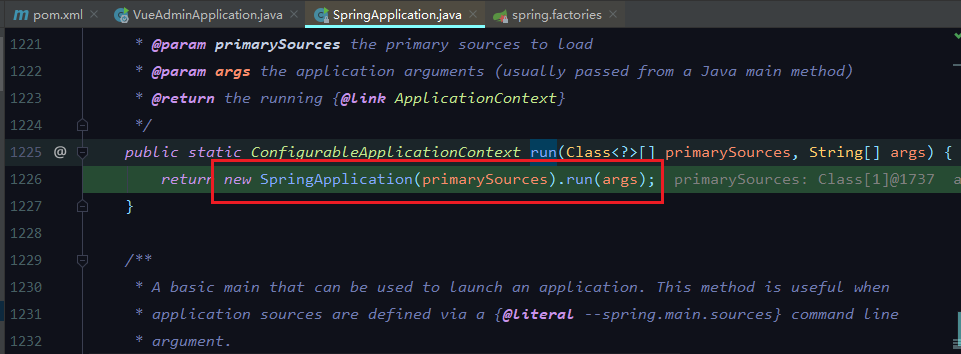 pom.xml VueAdminApplication.java SpringApplication.java spring.factories
1221 * @param primarySources the primary sources to load
1222 * @param args the application arguments (usually passed from a Java main method)
1223 * @return the running {@link ApplicationContext}
1224 */
1225 @ public static ConfigurableApplicationContext run(Class<?>[] primarySources, String[] args) {
1226 return new SpringApplication(primarySources).run(args); primarySources: Class[1]@1737 a
1227 }
1228
1229 /**
1230 * A basic main that can be used to launch an application. This method is useful when
1231 * application sources are defined via a {@literal --spring.main.sources} command line
1232 * argument.